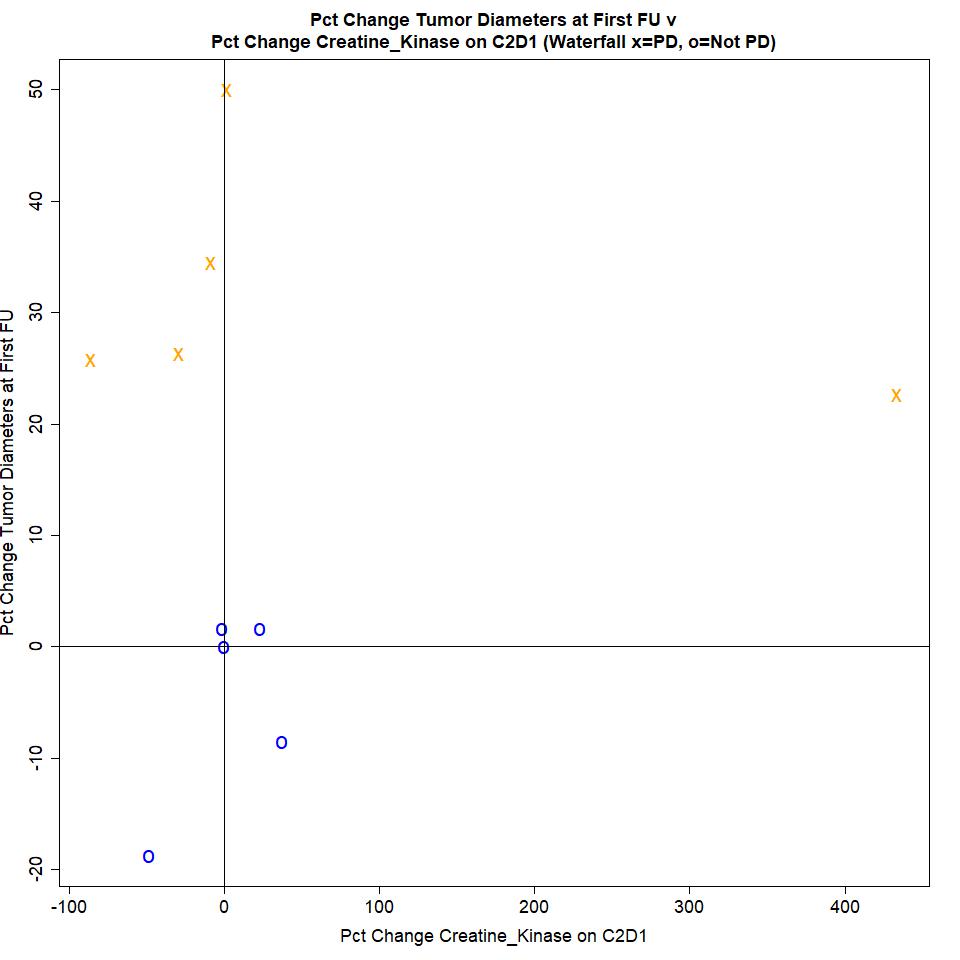 Pct Change Tumor Diameters at First FU v
Pct Change Creatine_Kinase on C2D1 (Waterfall x=PD, o=Not PD)
Pct Change Tumor Diameters at First FU
50
40
30
20
10
0
-10
-20
X
X
X
X
X
O
O
O
O
O
-100
0
100
200
300
400
Pct Change Creatine_Kinase on C2D1